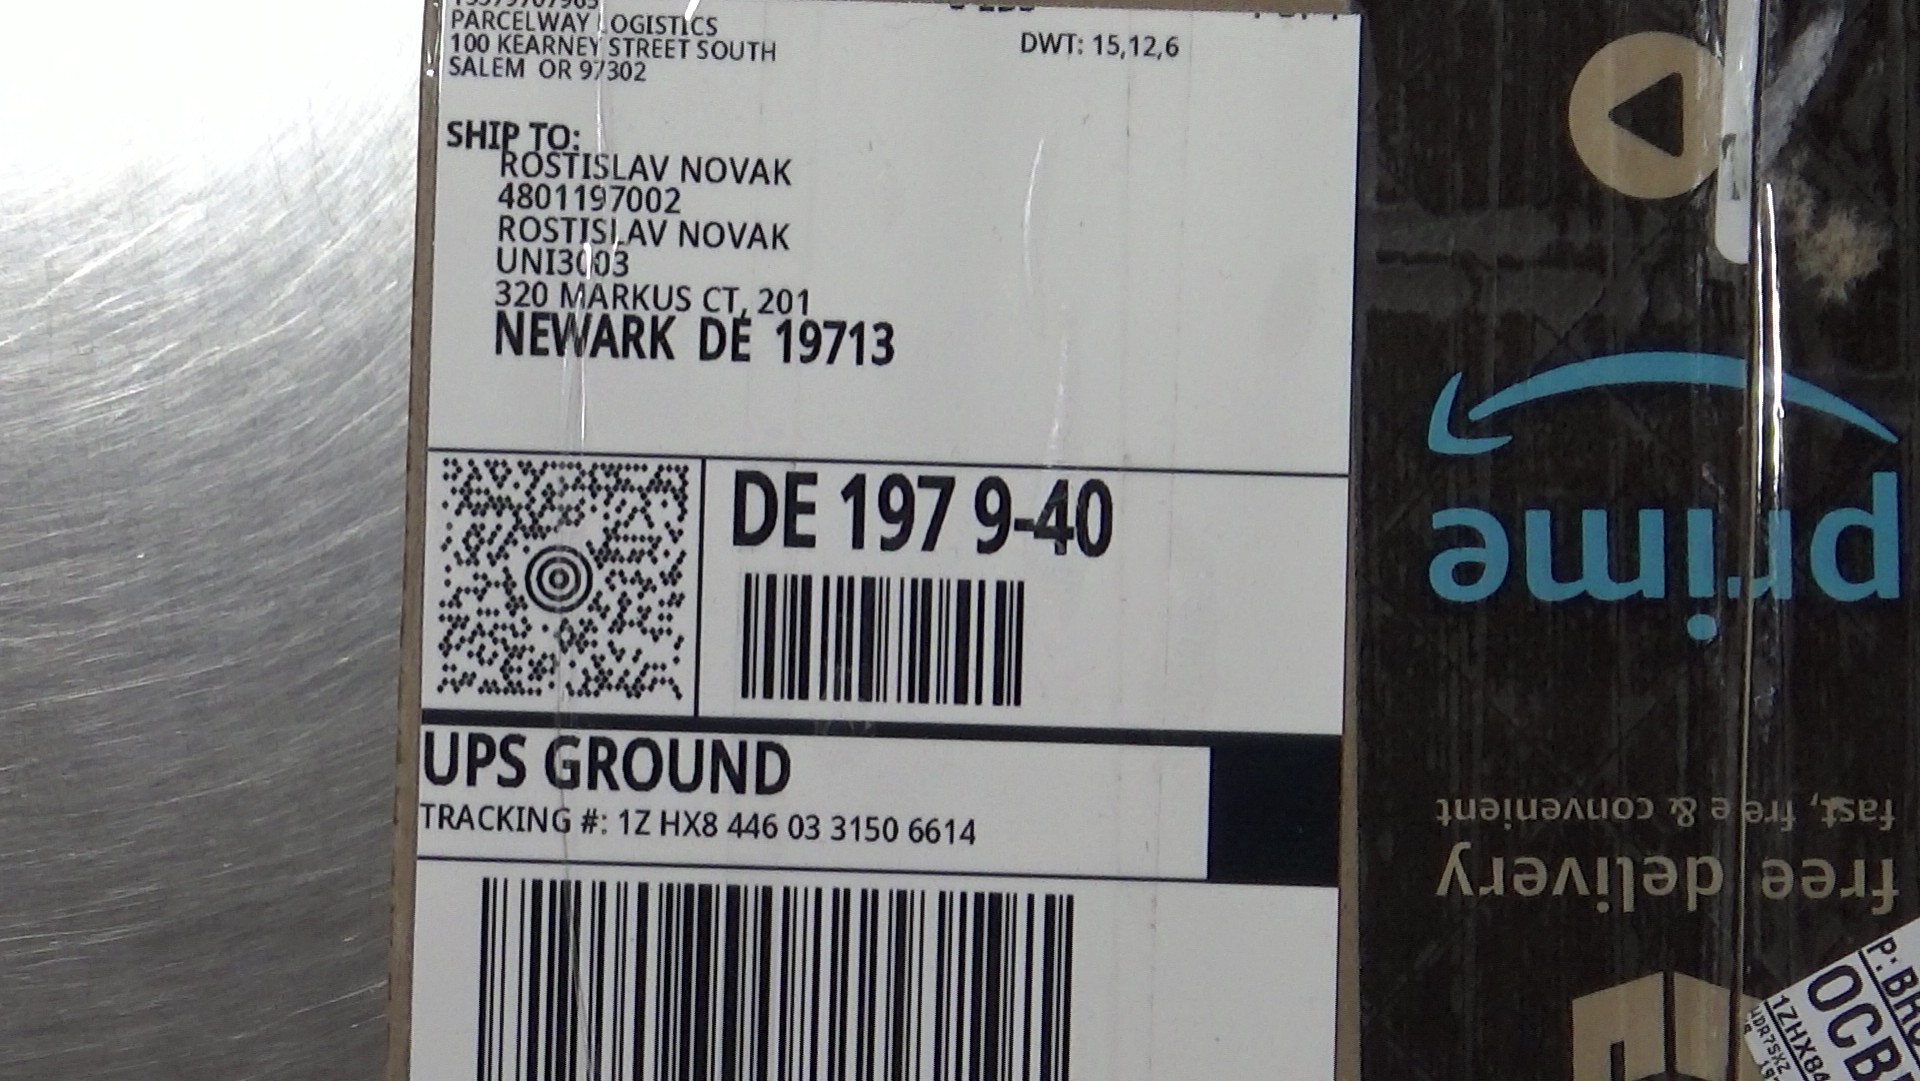 PARCELWAY LOGISTICS
100 KEARNEY STREET SOUTH
SALEM OR 97302
DWT: 15,12,6
SHIP TO:
ROSTISLAV NOVAK
4801197002
ROSTISLAV NOVAK
UNI3003
320 MARKUS CT, 201
NEWARK DE 19713
DE 197 9-40
UPS GROUND
TRACKING #: 1Z HX8 446 03 3150 6614
prime
fast, free & convenient
free delivery